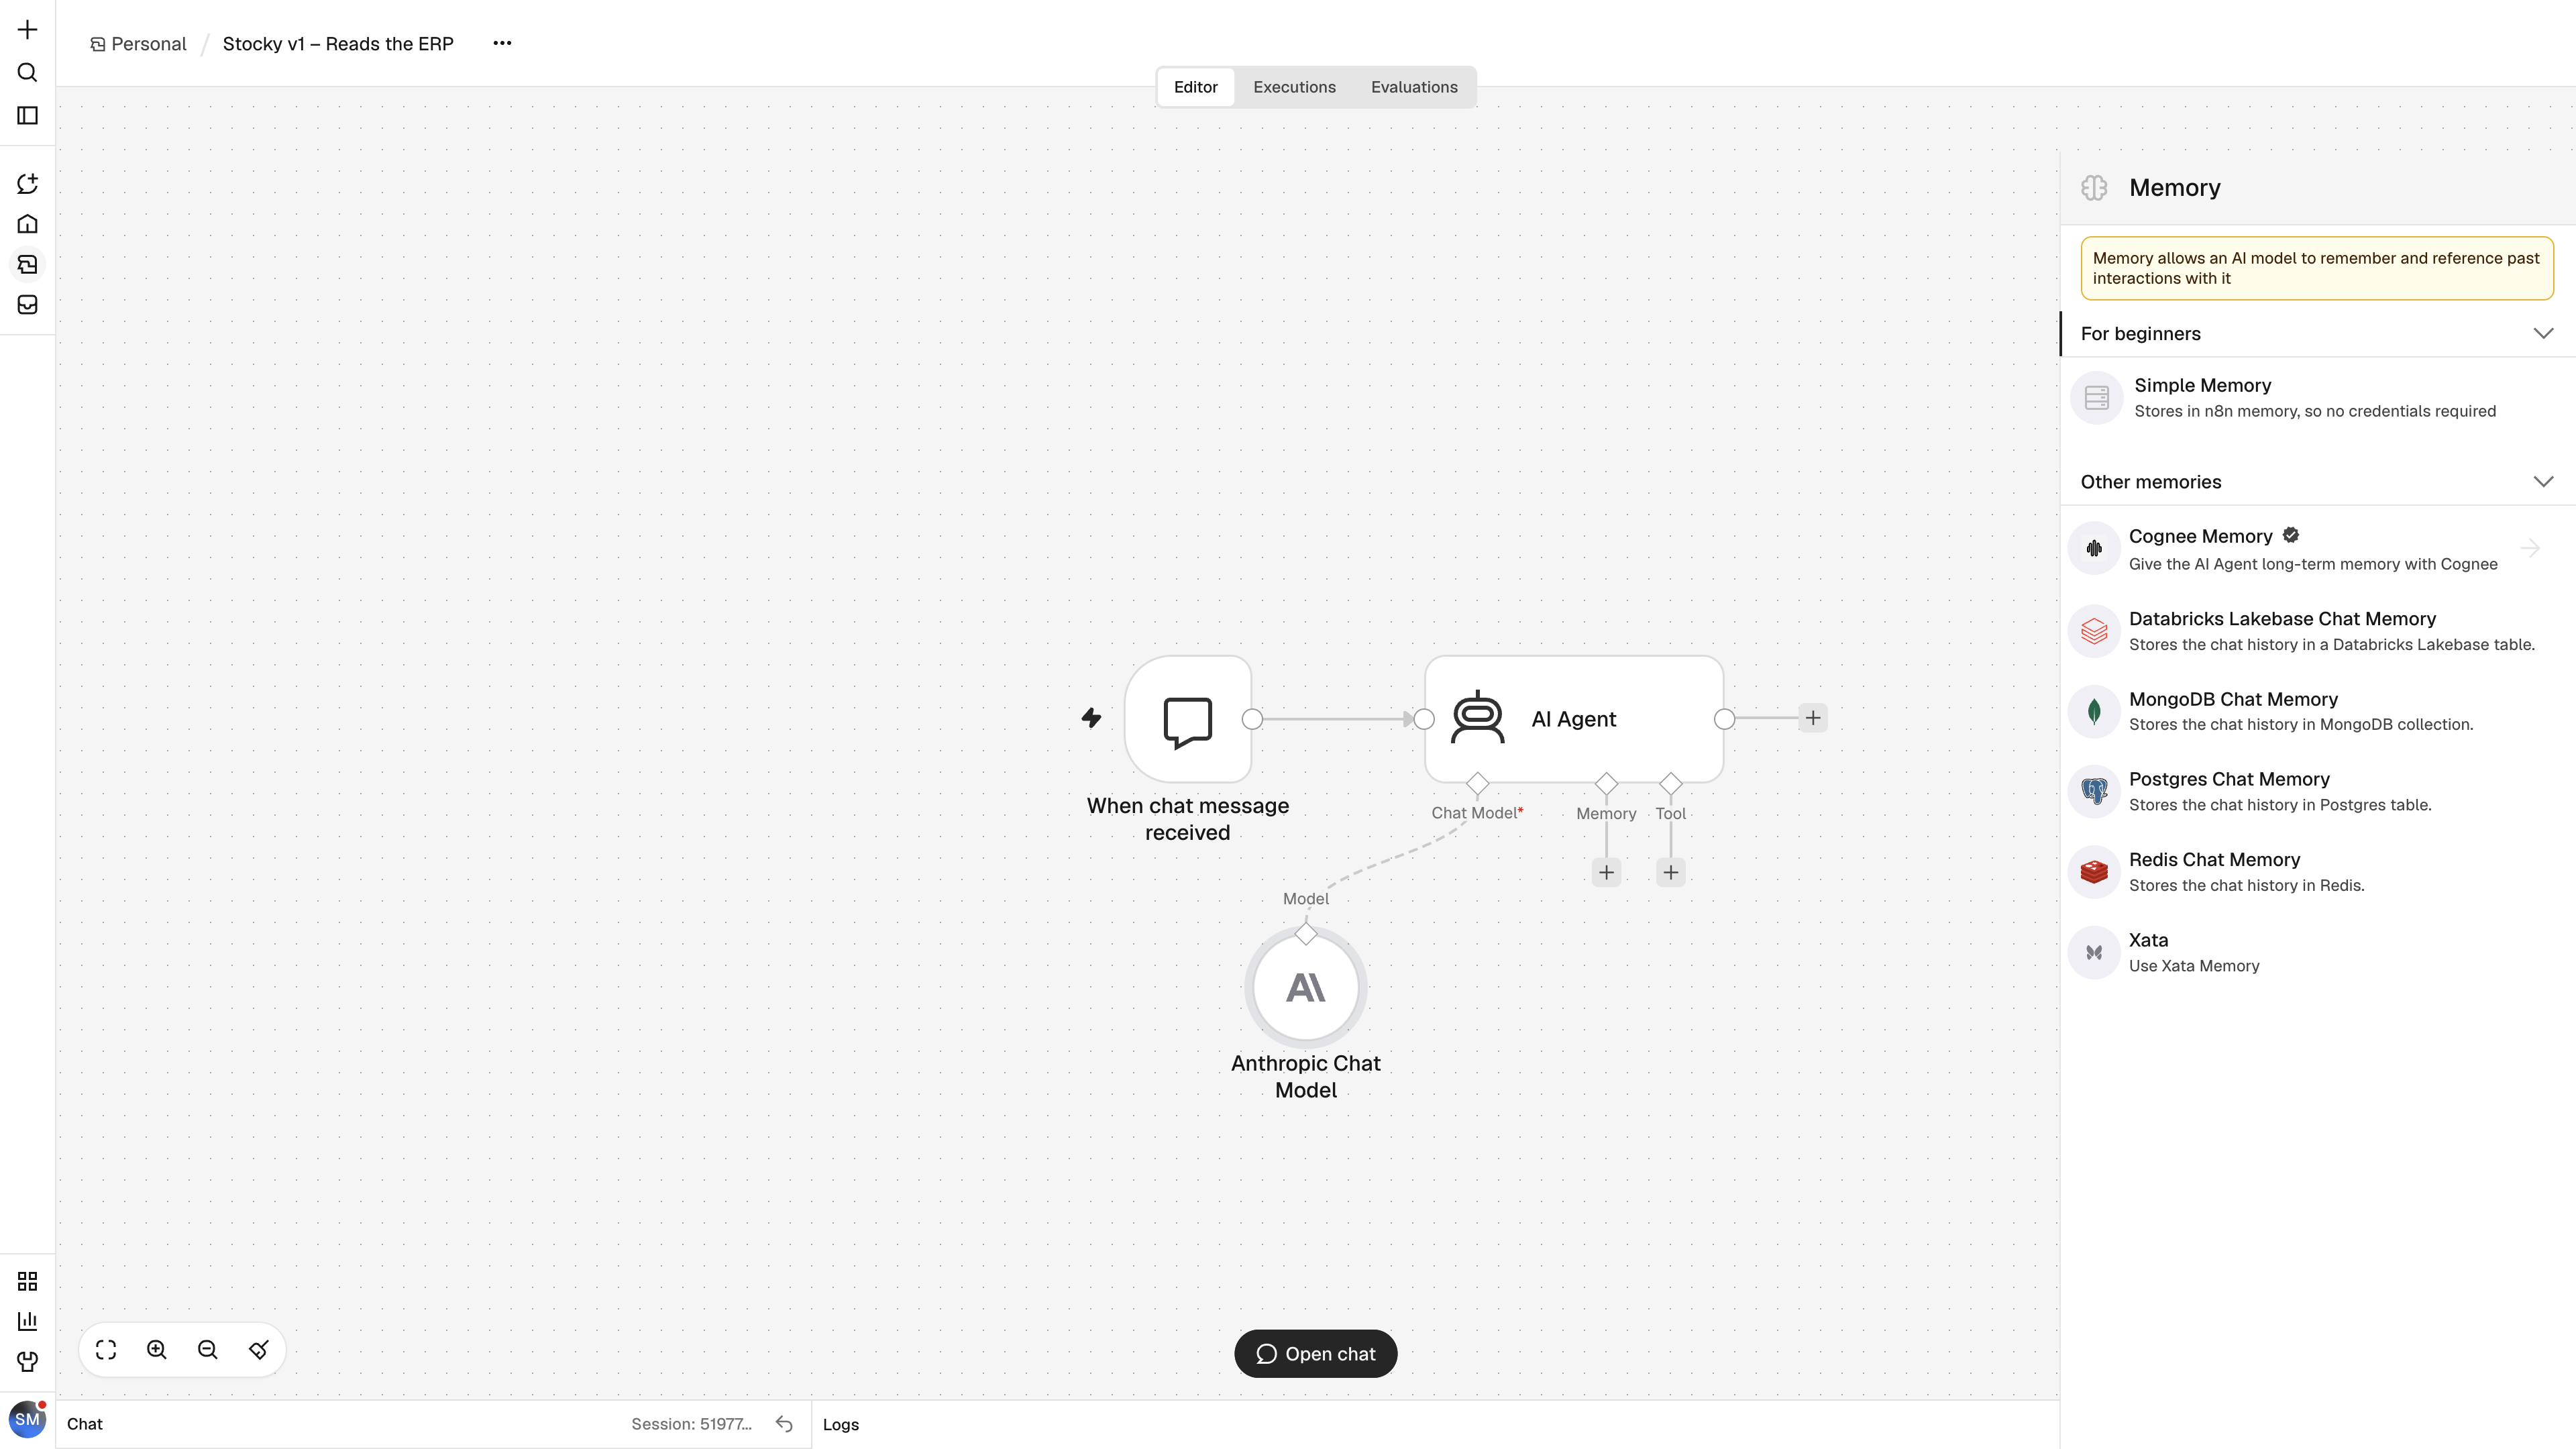 Personal / Stocky v1 – Reads the ERP
Editor Executions Evaluations
Memory
Memory allows an AI model to remember and reference past
interactions with it
For beginners
Simple Memory
Stores in n8n memory, so no credentials required
Other memories
Cognee Memory
Give the AI Agent long-term memory with Cognee
Databricks Lakebase Chat Memory
Stores the chat history in a Databricks Lakebase table.
MongoDB Chat Memory
Stores the chat history in MongoDB collection.
Postgres Chat Memory
Stores the chat history in Postgres table.
Redis Chat Memory
Stores the chat history in Redis.
Xata
Use Xata Memory
When chat message
received
AI Agent
Chat Model*
Memory
Tool
Model
Anthropic Chat
Model
Open chat
SM
Chat
Session: 51977...
Logs